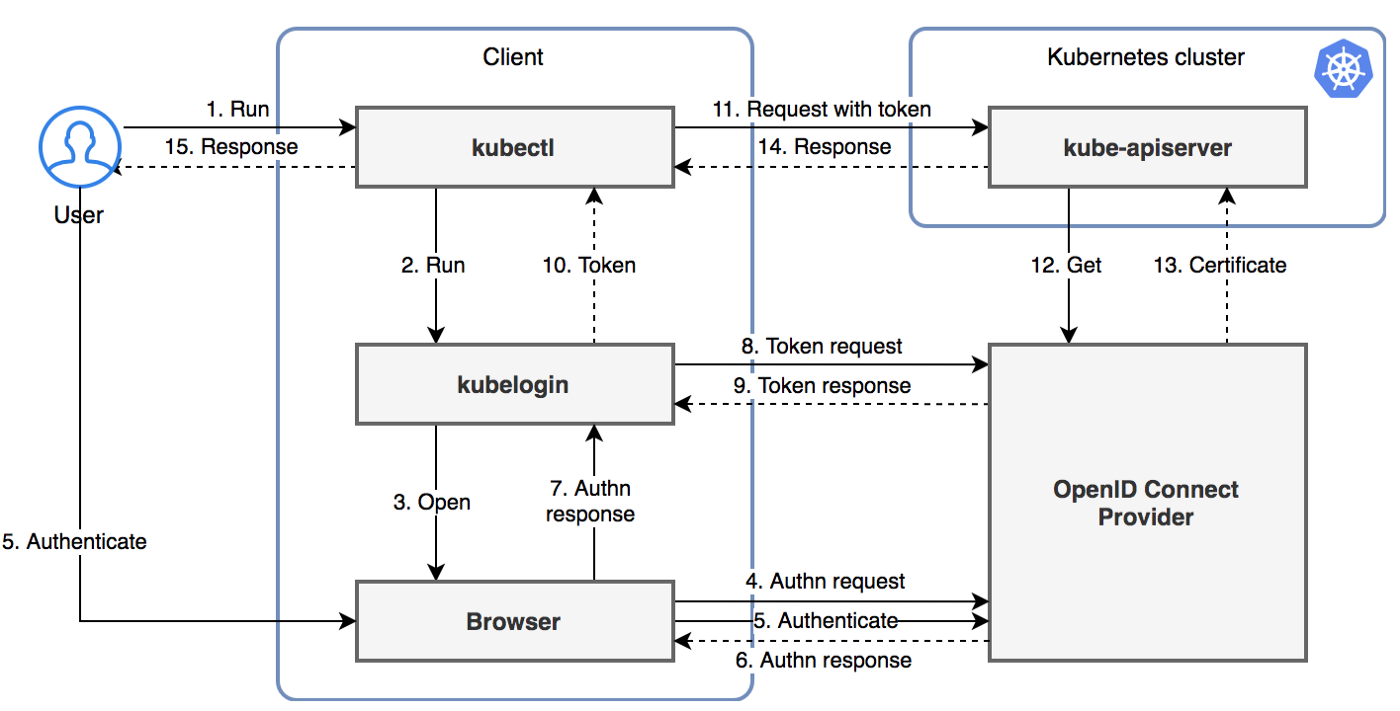 Client
Kubernetes cluster
1. Run
11. Request with token
15. Response
kubectl
14. Response
kube-apiserver
User
2. Run
10. Token
12. Get
13. Certificate
8. Token request
kubelogin
9. Token response
3. Open
7. Authn
response
OpenID Connect
Provider
5. Authenticate
4. Authn request
Browser
5. Authenticate
6. Authn response